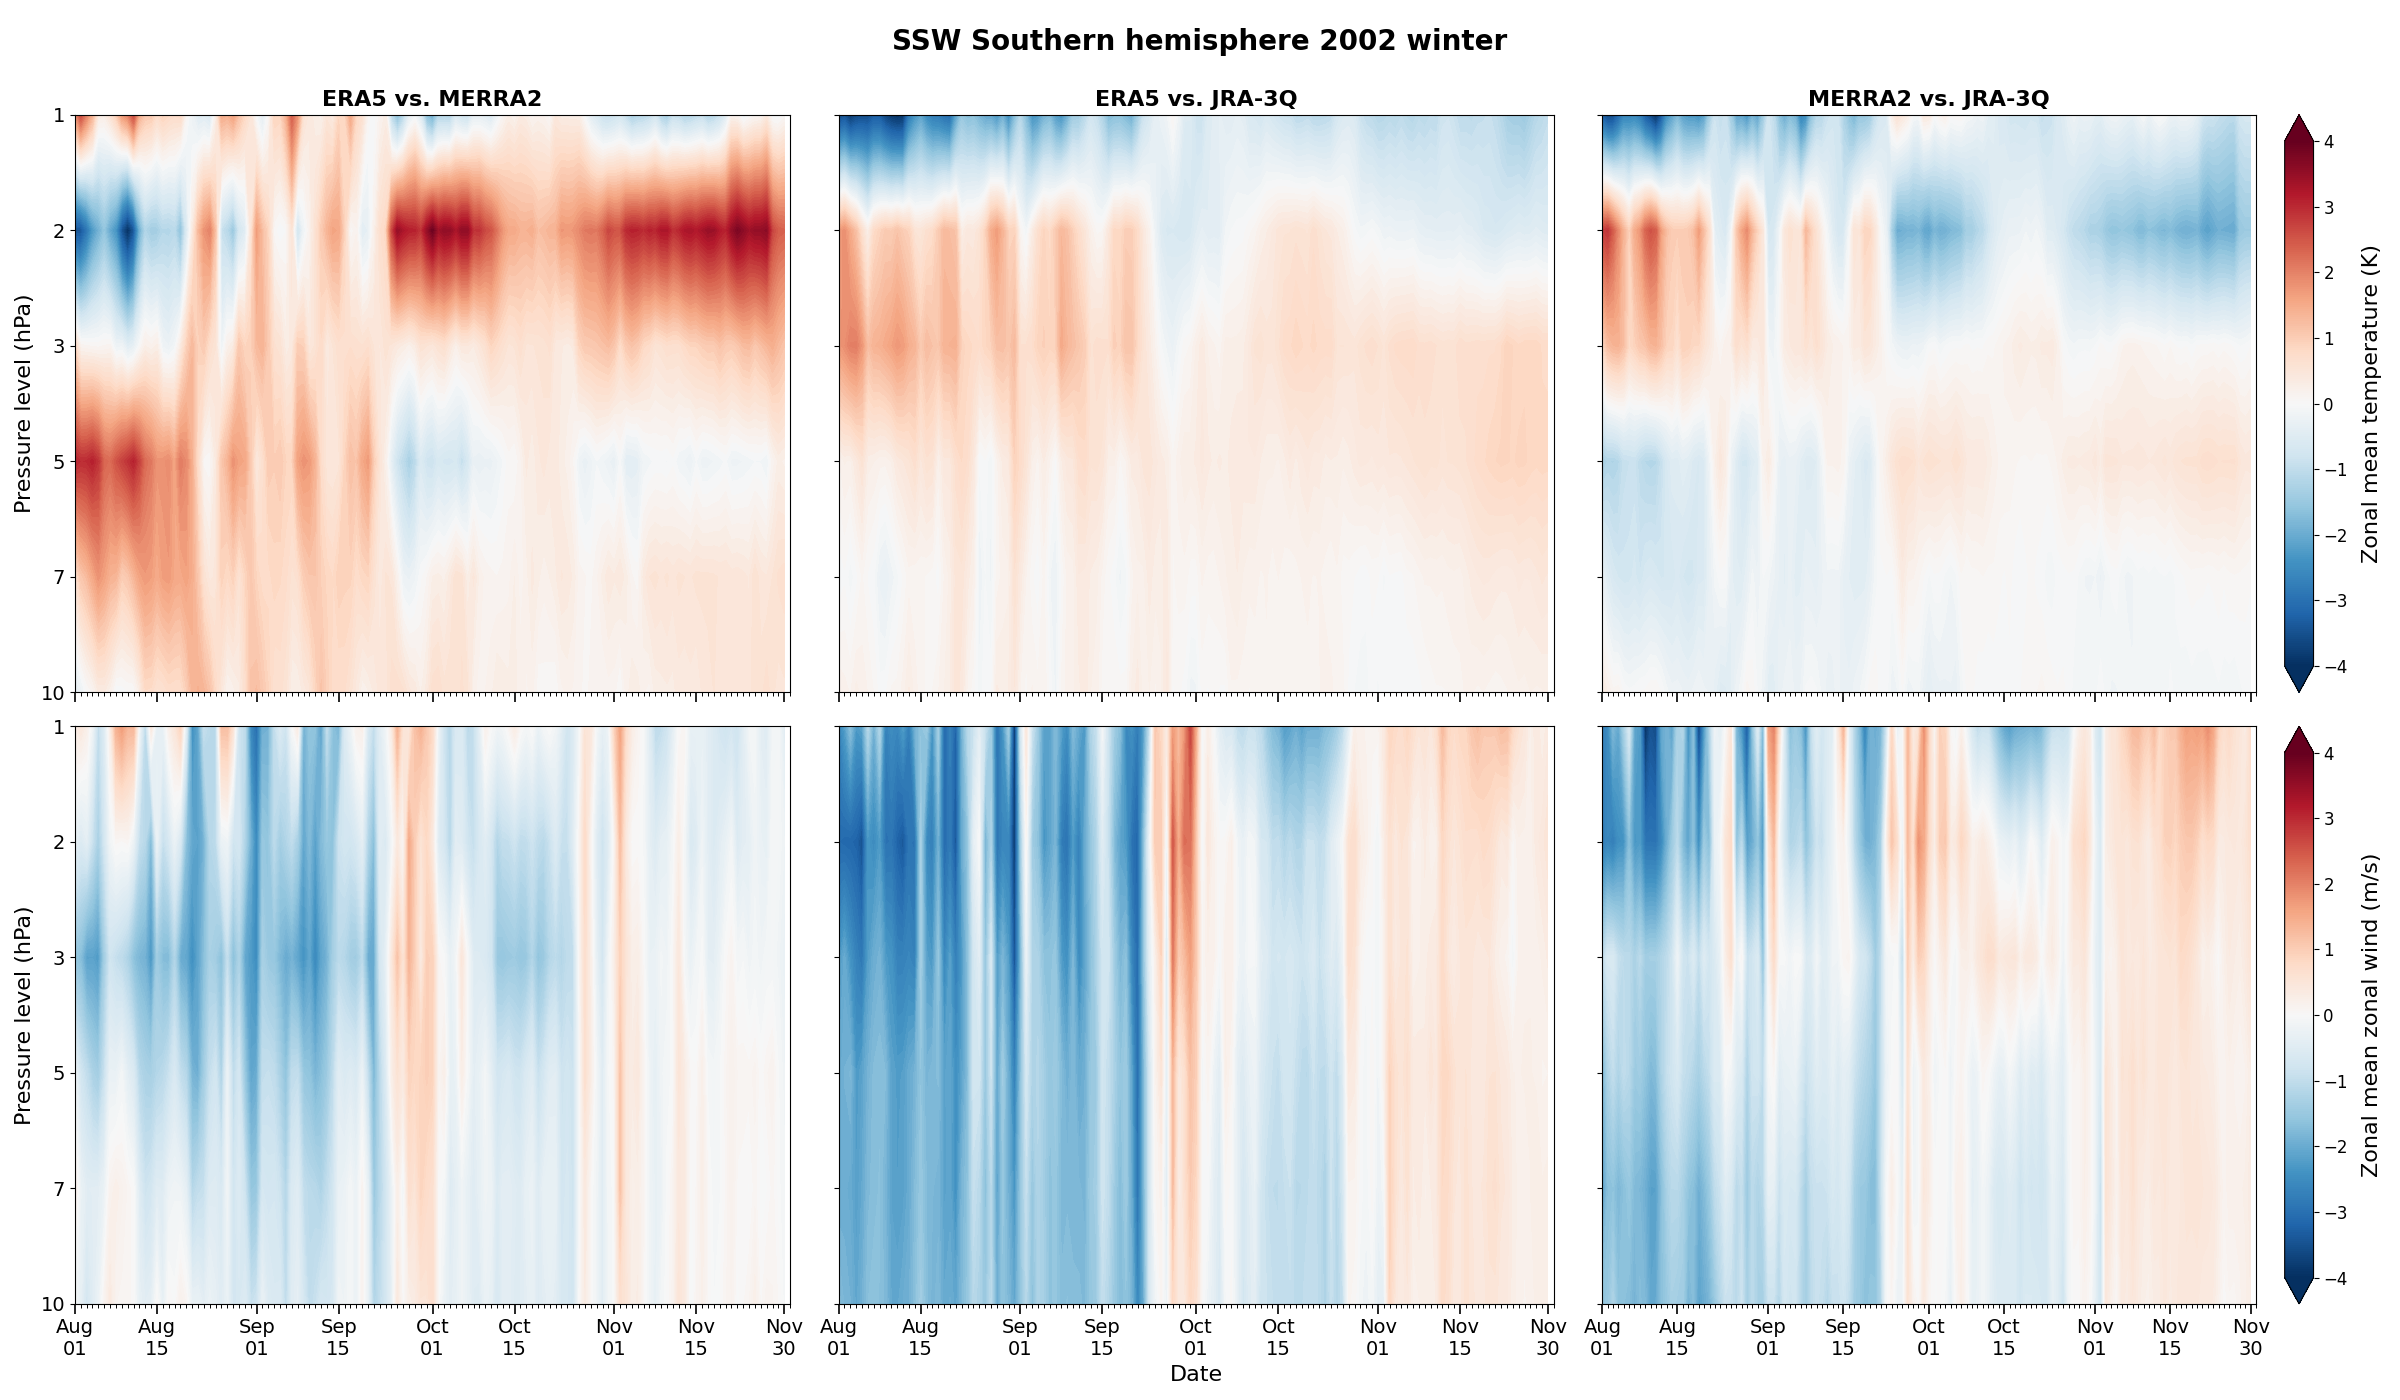 SSW Southern hemisphere 2002 winter
ERA5 vs. MERRA2
ERA5 vs. JRA-3Q
MERRA2 vs. JRA-3Q
Pressure level (hPa)
1
2
3
5
7
10
4
3
2
1
0
−1
−2
−3
−4
Zonal mean temperature (K)
Pressure level (hPa)
1
2
3
5
7
10
4
3
2
1
0
−1
−2
−3
−4
Zonal mean zonal wind (m/s)
Aug Aug Sep Sep Oct Oct Nov Nov Nov
01 15 01 15 01 15 01 15 30
Aug Aug Sep Sep Oct Oct Nov Nov Nov
01 15 01 15 01 15 01 15 30
Aug Aug Sep Sep Oct Oct Nov Nov Nov
01 15 01 15 01 15 01 15 30
Date